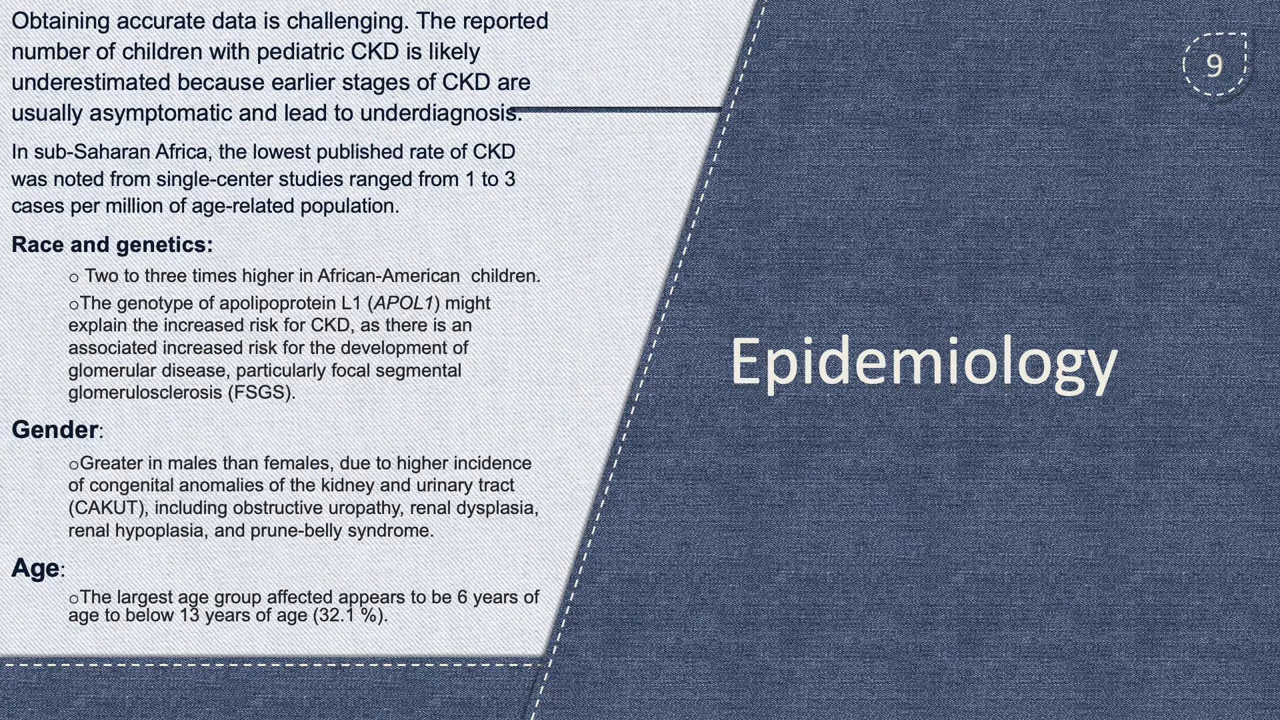 Obtaining accurate data is challenging. The reported
number of children with pediatric CKD is likely
underestimated because earlier stages of CKD are
usually asymptomatic and lead to underdiagnosis.
In sub-Saharan Africa, the lowest published rate of CKD
was noted from single-center studies ranged from 1 to 3
cases per million of age-related population.
Race and genetics:
o Two to three times higher in African-American  children.
oThe genotype of apolipoprotein L1 (APOL1) might
explain the increased risk for CKD, as there is an
associated increased risk for the development of
glomerular disease, particularly focal segmental
glomerulosclerosis (FSGS).
Gender:
oGreater in males than females, due to higher incidence
of congenital anomalies of the kidney and urinary tract
(CAKUT), including obstructive uropathy, renal dysplasia,
renal hypoplasia, and prune-belly syndrome.
Age:
oThe largest age group affected appears to be 6 years of
age to below 13 years of age (32.1 %).
Epidemiology
9